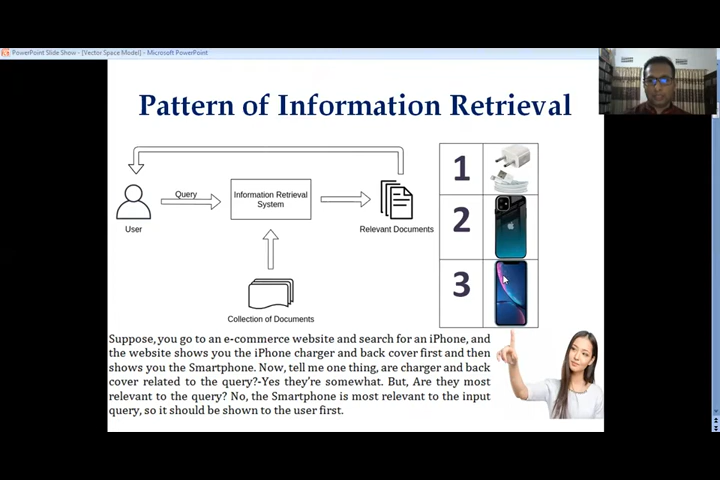 PowerPoint Slide Show - [Vector Space Model] - Microsoft PowerPoint
Pattern of Information Retrieval
User
Query
Information Retrieval
System
Relevant Documents
Collection of Documents
1
2
3
Suppose, you go to an e-commerce website and search for an iPhone, and
the website shows you the iPhone charger and back cover first and then
shows you the Smartphone. Now, tell me one thing, are charger and back
cover related to the query?-Yes they're somewhat. But, Are they most
relevant to the query? No, the Smartphone is most relevant to the input
query, so it should be shown to the user first.